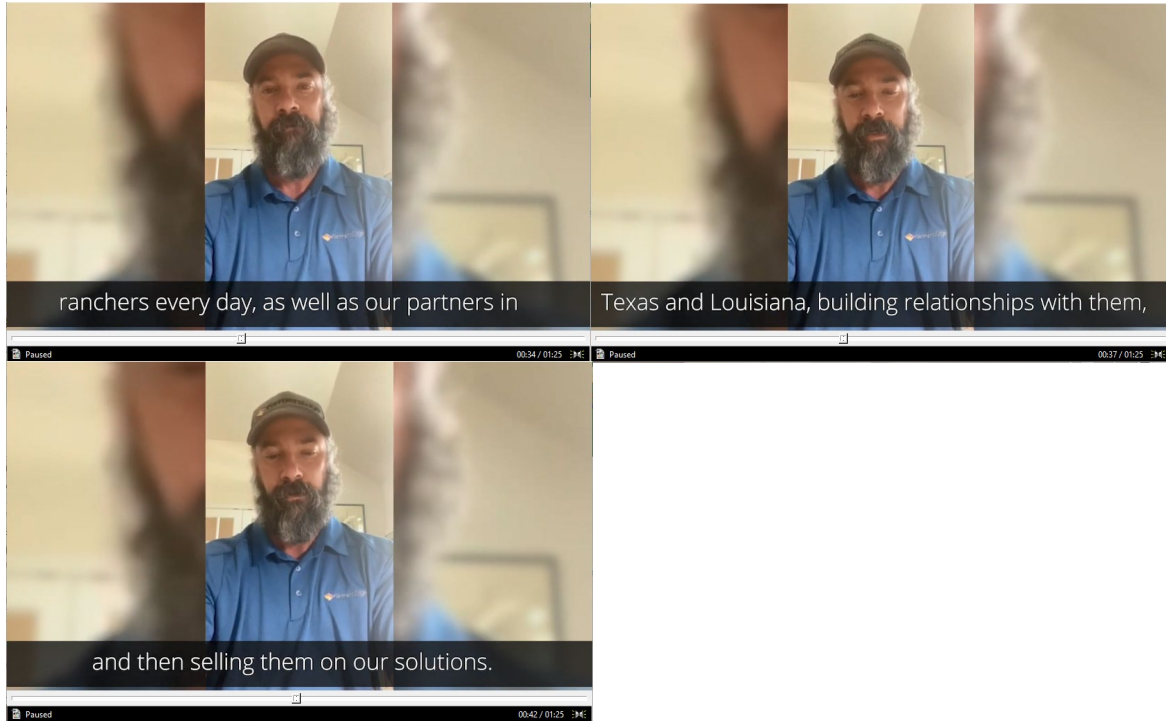 ranchers every day, as well as our partners in
Paused
00:34 / 01:25
Texas and Louisiana, building relationships with them,
Paused
00:37 / 01:25
and then selling them on our solutions.
Paused
00:42 / 01:25